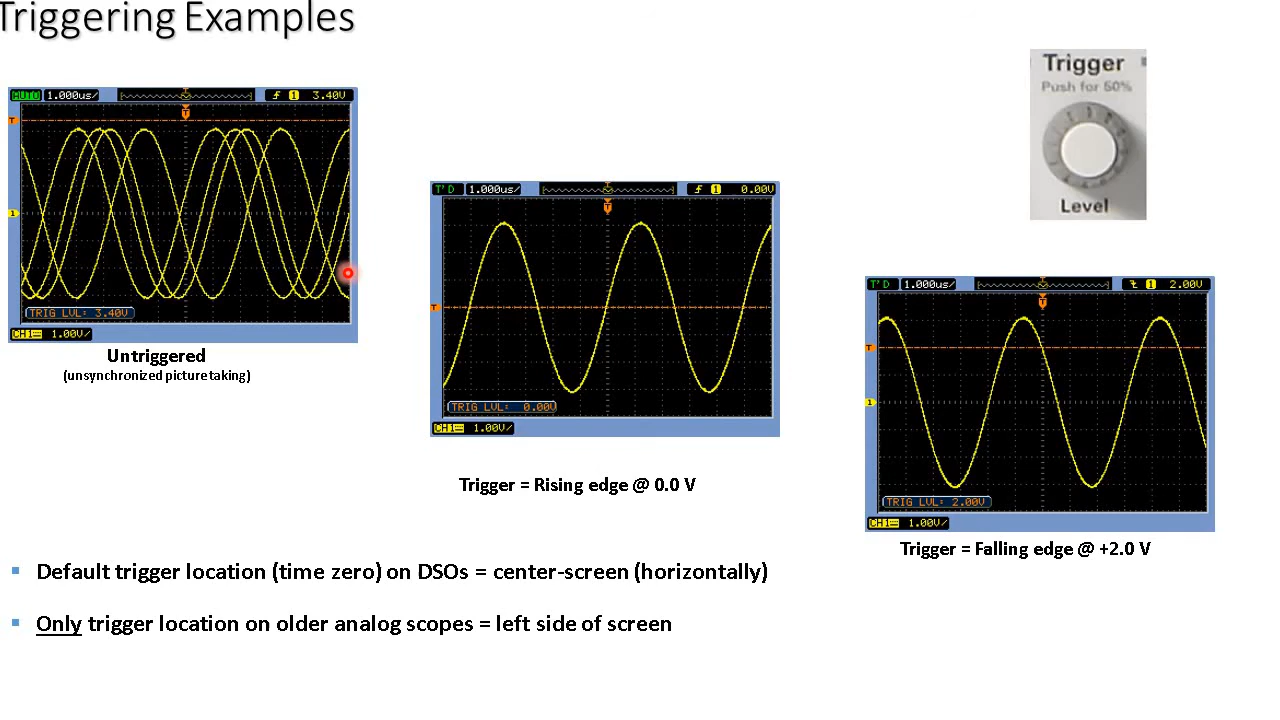 Triggering Examples
Trigger
Push for 50%
Level
AUTO 1.000us/ 1 3.40V
T
T
1
TRIG LVL: 3.40V
CH1 1.00V/
Untriggered
(unsynchronized picture taking)
T'D 1.000us/ 1 0.00V
T
T
TRIG LVL: 0.00V
CH1 1.00V/
Trigger = Rising edge @ 0.0 V
T'D 1.000us/ 1 2.00V
T
T
1
TRIG LVL: 2.00V
CH1 1.00V/
Trigger = Falling edge @ +2.0 V
▪ Default trigger location (time zero) on DSOs = center-screen (horizontally)
▪ Only trigger location on older analog scopes = left side of screen